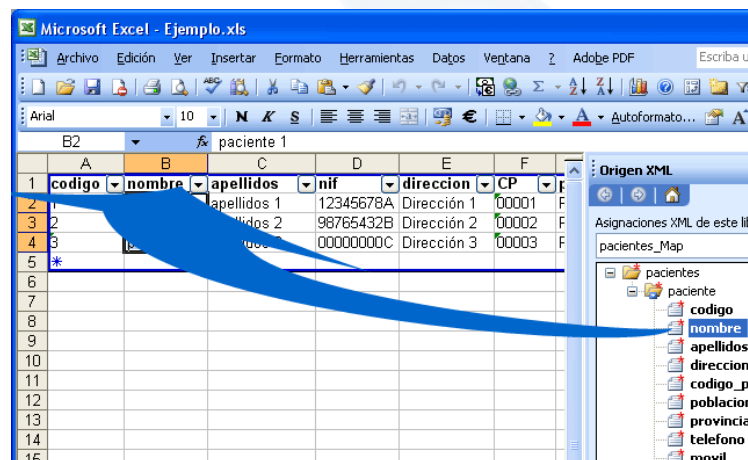 Microsoft Excel - Ejemplo.xls
Archivo Edición Ver Insertar Formato Herramientas Datos Ventana ? Adobe PDF Escriba u
Arial 10 N K S € Autoformato...
B2 fx paciente 1
A B C D E F
1 codigo nombre apellidos nif direccion CP p
2 1 apellidos 1 12345678A Dirección 1 00001 P
3 2 2 98765432B Dirección 2 00002 P
4 3 00000000C Dirección 3 00003 P
5 *
6
7
8
9
10
11
12
13
14
15
Origen XML
Asignaciones XML de este li
pacientes_Map
pacientes
paciente
codigo
nombre
apellidos
direccion
codigo_p
poblacion
provincia
telefono
movil